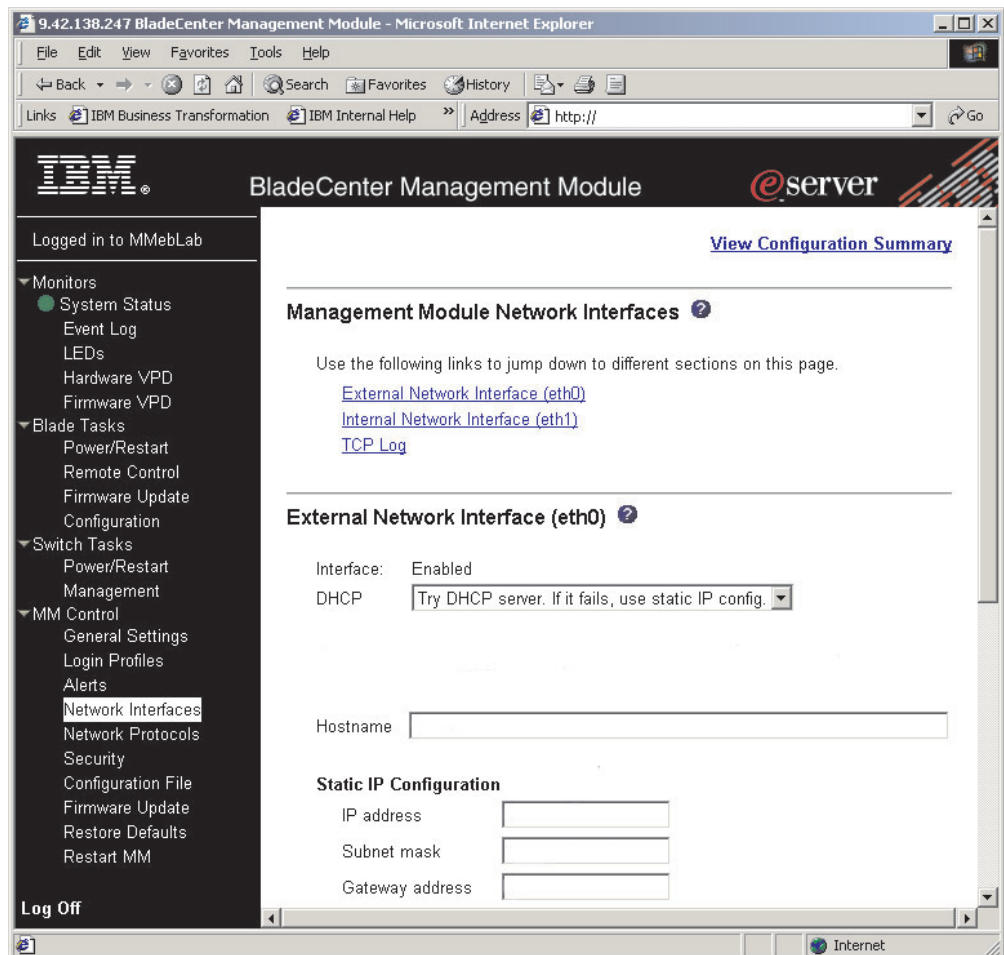 9.42.138.247 BladeCenter Management Module - Microsoft Internet Explorer
File Edit View Favorites Tools Help
Back Search Favorites History
Links IBM Business Transformation IBM Internal Help » Address http:// Go
IBM® BladeCenter Management Module eserver
Logged in to MMebLab
Monitors
System Status
Event Log
LEDs
Hardware VPD
Firmware VPD
Blade Tasks
Power/Restart
Remote Control
Firmware Update
Configuration
Switch Tasks
Power/Restart
Management
MM Control
General Settings
Login Profiles
Alerts
Network Interfaces
Network Protocols
Security
Configuration File
Firmware Update
Restore Defaults
Restart MM
Log Off
View Configuration Summary
Management Module Network Interfaces ?
Use the following links to jump down to different sections on this page.
External Network Interface (eth0)
Internal Network Interface (eth1)
TCP Log
External Network Interface (eth0) ?
Interface: Enabled
DHCP Try DHCP server. If it fails, use static IP config.
Hostname
Static IP Configuration
IP address
Subnet mask
Gateway address
Internet